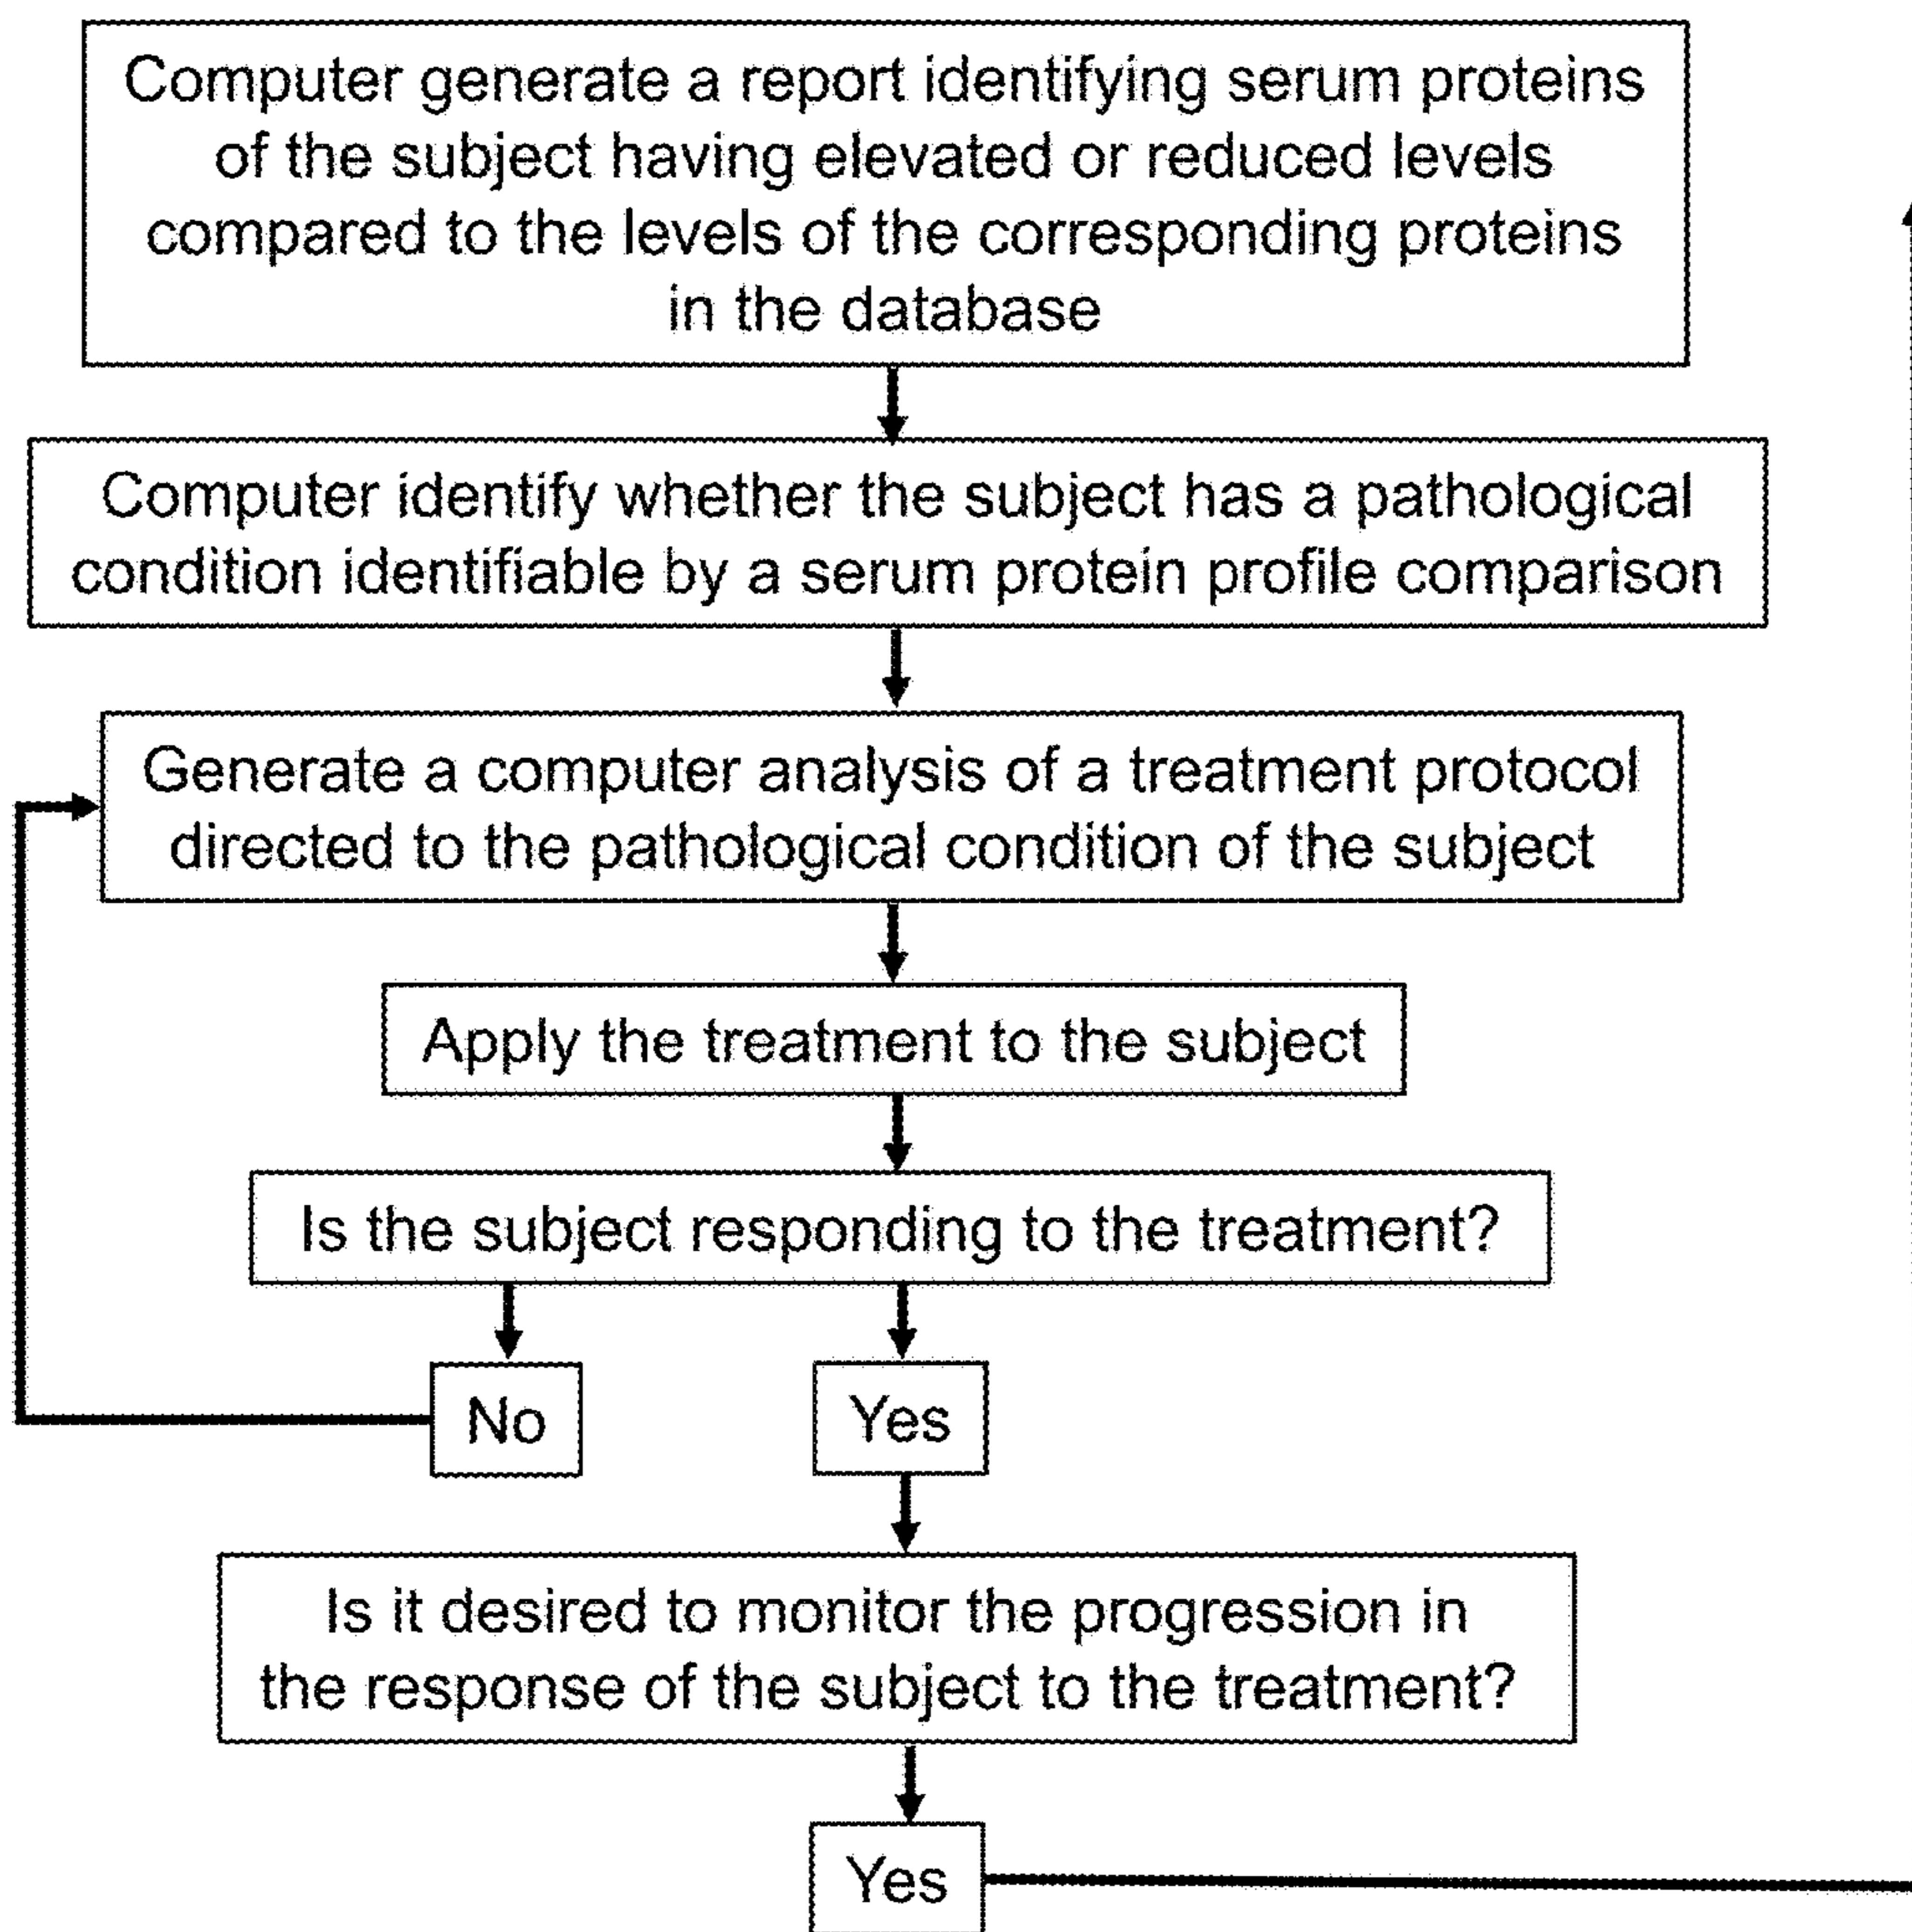 Computer generate a report identifying serum proteins
of the subject having elevated or reduced levels
compared to the levels of the corresponding proteins
in the database
Computer identify whether the subject has a pathological
condition identifiable by a serum protein profile comparison
Generate a computer analysis of a treatment protocol
directed to the pathological condition of the subject
Apply the treatment to the subject
Is the subject responding to the treatment?
No
Yes
Is it desired to monitor the progression in
the response of the subject to the treatment?
Yes